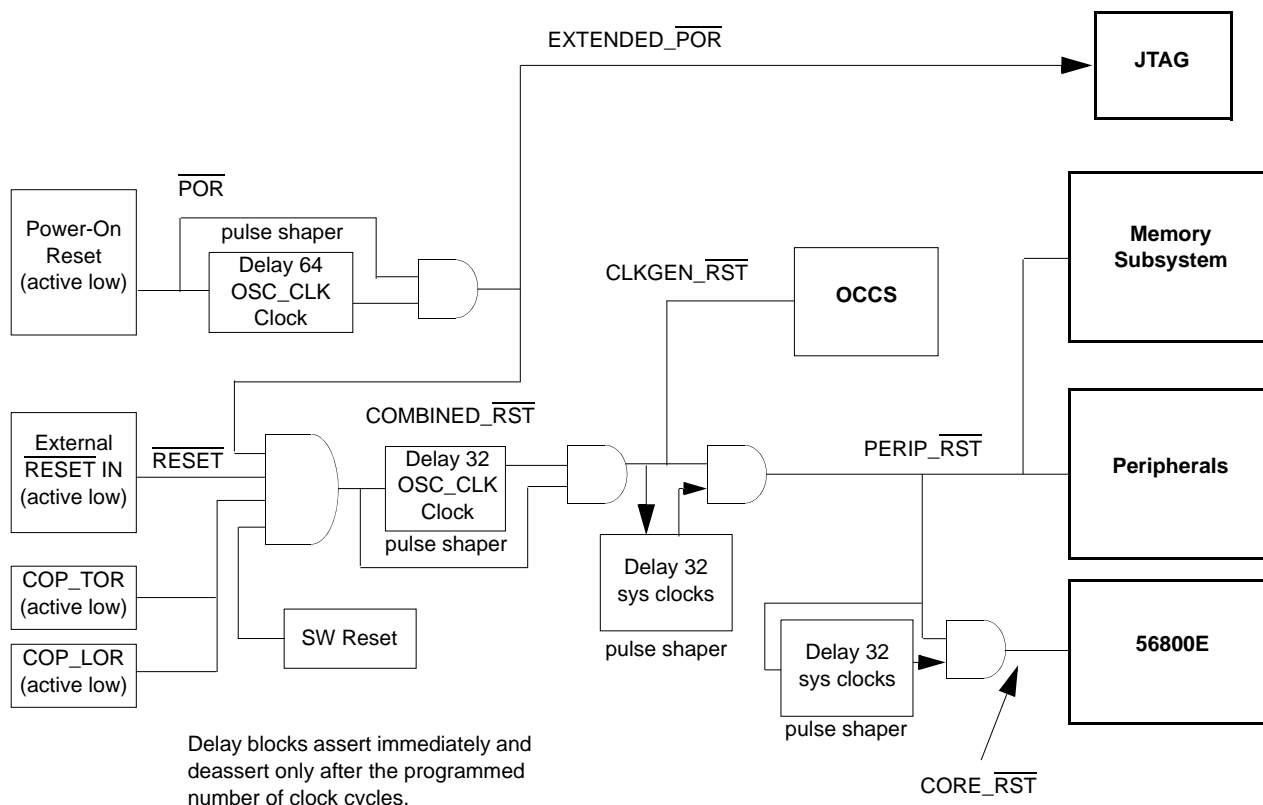 EXTENDED_POR
JTAG
POR
Power-On
Reset
(active low)
pulse shaper
Delay 64
OSC_CLK
Clock
CLKGEN_RST
OCCS
Memory
Subsystem
External
RESET IN
(active low)
RESET
COMBINED_RST
Delay 32
OSC_CLK
Clock
pulse shaper
PERIP_RST
Peripherals
COP_TOR
(active low)
SW Reset
COP_LOR
(active low)
Delay 32
sys clocks
pulse shaper
Delay 32
sys clocks
pulse shaper
56800E
CORE_RST
Delay blocks assert immediately and
deassert only after the programmed
number of clock cycles.